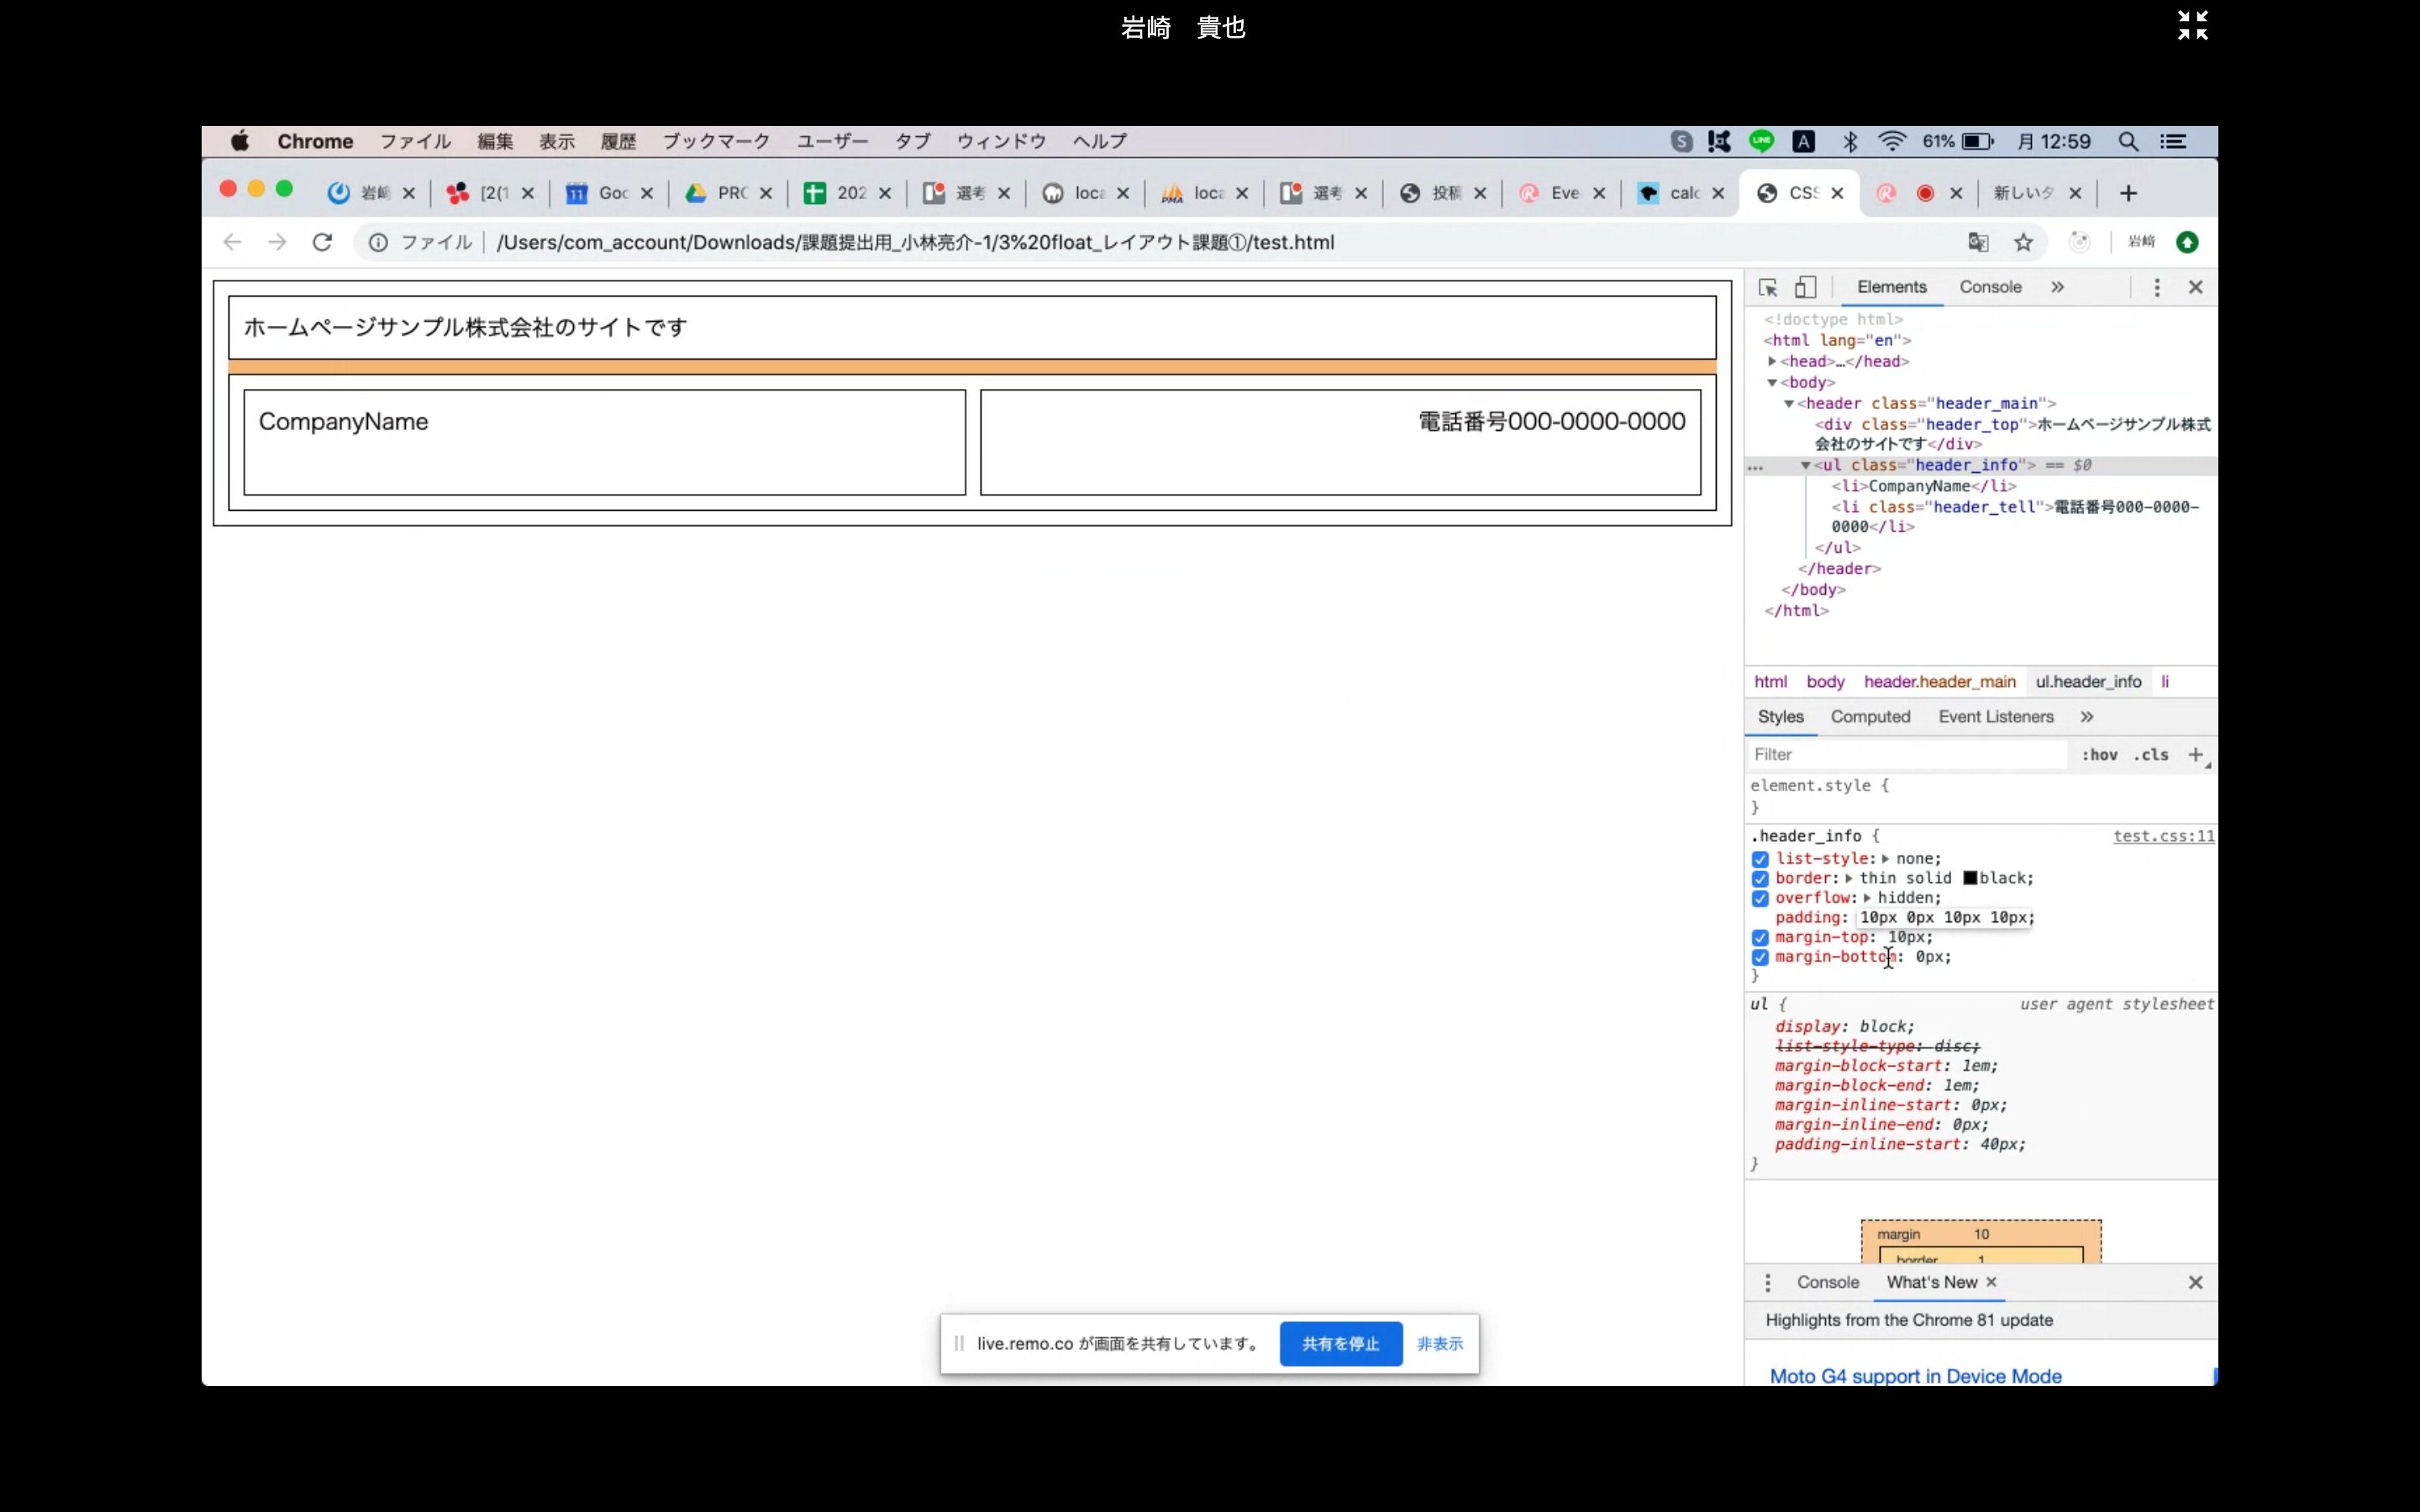 岩崎　貴也
Chrome ファイル 編集 表示 履歴 ブックマーク ユーザー タブ ウィンドウ ヘルプ
61% 月 12:59
岩崎 [2(1 Goo PRO 202 選考 loca loca 選考 投稿 Eve calc CSS 新しいタ
ファイル /Users/com_account/Downloads/課題提出用_小林亮介-1/3%20float_レイアウト課題①/test.html 岩崎
ホームページサンプル株式会社のサイトです
CompanyName
電話番号000-0000-0000
Elements Console »
<!doctype html>
<html lang="en">
<head>…</head>
<body>
<header class="header_main">
<div class="header_top">ホームページサンプル株式
会社のサイトです</div>
… <ul class="header_info"> == $0
<li>CompanyName</li>
<li class="header_tell">電話番号000-0000-
0000</li>
</ul>
</header>
</body>
</html>
html body header.header_main ul.header_info li
Styles Computed Event Listeners »
Filter :hov .cls +
element.style {
}
.header_info { test.css:11
list-style: none;
border: thin solid black;
overflow: hidden;
padding: 10px 0px 10px 10px;
margin-top: 10px;
margin-bottom: 0px;
}
ul { user agent stylesheet
display: block;
list-style-type: disc;
margin-block-start: 1em;
margin-block-end: 1em;
margin-inline-start: 0px;
margin-inline-end: 0px;
padding-inline-start: 40px;
}
margin 10
border 1
Console What's New
Highlights from the Chrome 81 update
Moto G4 support in Device Mode
live.remo.co が画面を共有しています。 共有を停止 非表示